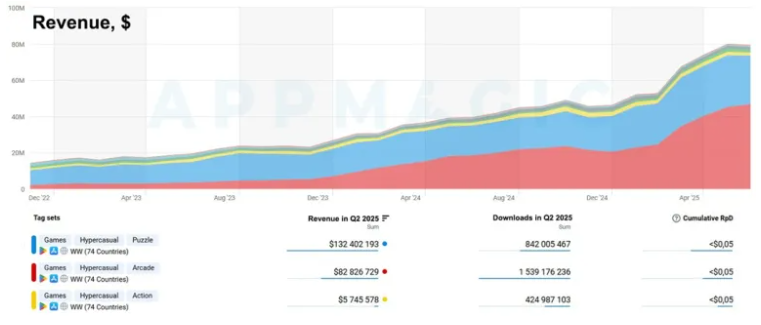 Revenue, $
100M
80M
60M
40M
20M
0
APPMAGIC
Dec '22 Apr '23 Aug '23 Dec '23 Apr '24 Aug '24 Dec '24 Apr '25
Tag sets Revenue in Q2 2025 Downloads in Q2 2025 ? Cumulative RpD
Sum Sum
Games Hypercasual Puzzle $132 402 193 842 005 467 <$0,05
WW (74 Countries)
Games Hypercasual Arcade $82 826 729 1 539 176 236 <$0,05
WW (74 Countries)
Games Hypercasual Action $5 745 578 424 987 103 <$0,05
WW (74 Countries)